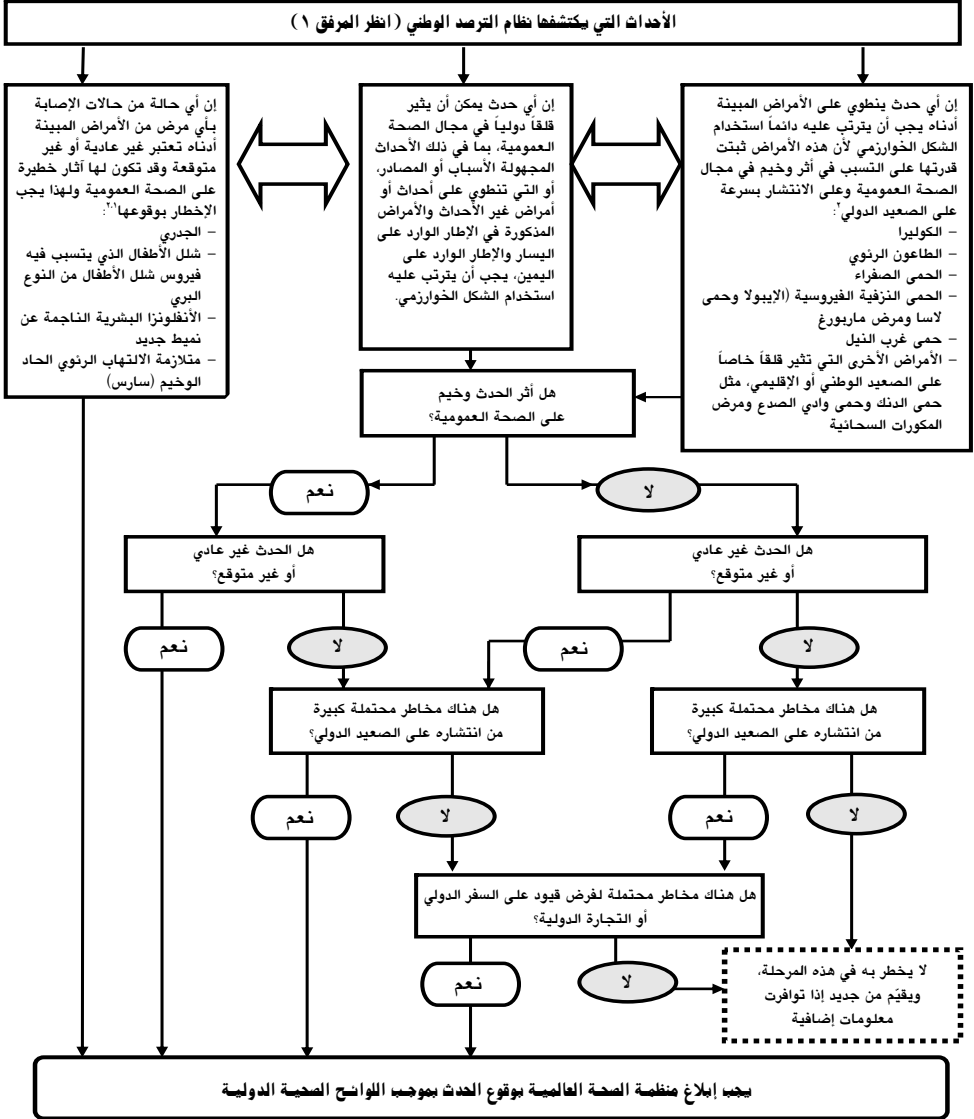 الأحداث التي يكتشفها نظام الترصد الوطني (انظر المرفق ١)
إن أي حدث ينطوي على الأمراض المبينة
أدناه يجب أن يترتب عليه دائماً استخدام
الشكل الخوارزمي لأن هذه الأمراض ثبتت
قدرتها على التسبب في أثر وخيم في مجال
الصحة العمومية وعلى الانتشار بسرعة
على الصعيد الدولي٢:
– الكوليرا
– الطاعون الرئوي
– الحمى الصفراء
– الحمى النزفية الفيروسية (الإيبولا وحمى
لاسا ومرض ماربورغ
– حمى غرب النيل
– الأمراض الأخرى التي تثير قلقاً خاصاً
على الصعيد الوطني أو الإقليمي، مثل
حمى الدنك وحمى وادي الصدع ومرض
المكورات السحائية
إن أي حدث يمكن أن يثير
قلقاً دولياً في مجال الصحة
العمومية، بما في ذلك الأحداث
المجهولة الأسباب أو المصادر،
أو التي تنطوي على أحداث أو
أمراض غير الأحداث والأمراض
المذكورة في الإطار الوارد على
اليسار والإطار الوارد على
اليمين، يجب أن يترتب عليه
استخدام الشكل الخوارزمي.
إن أي حالة من حالات الإصابة
بأي مرض من الأمراض المبينة
أدناه تعتبر غير عادية أو غير
متوقعة وقد تكون لها آثار خطيرة
على الصحة العمومية ولهذا يجب
الإخطار بوقوعها١،٢:
– الجدري
– شلل الأطفال الذي يتسبب فيه
فيروس شلل الأطفال من النوع
البري
– الأنفلونزا البشرية الناجمة عن
نميط جديد
– متلازمة الالتهاب الرئوي الحاد
الوخيم (سارس)
هل أثر الحدث وخيم
على الصحة العمومية؟
لا
نعم
هل الحدث غير عادي
أو غير متوقع؟
هل الحدث غير عادي
أو غير متوقع؟
لا
نعم
لا
نعم
هل هناك مخاطر محتملة كبيرة
من انتشاره على الصعيد الدولي؟
هل هناك مخاطر محتملة كبيرة
من انتشاره على الصعيد الدولي؟
لا
نعم
لا
نعم
هل هناك مخاطر محتملة لفرض قيود على السفر الدولي
أو التجارة الدولية؟
لا
نعم
لا يخطر به في هذه المرحلة،
ويقيّم من جديد إذا توافرت
معلومات إضافية
يجب إبلاغ منظمة الصحة العالمية بوقوع الحدث بموجب اللوائح الصحية الدولية